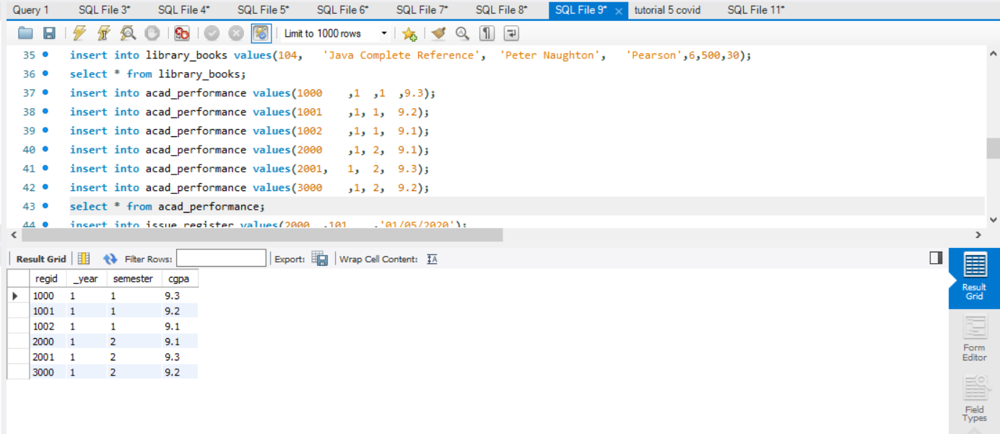 Query 1 SQL File 3* SQL File 4* SQL File 5* SQL File 6* SQL File 7* SQL File 8* SQL File 9* × tutorial 5 covid SQL File 11*
Limit to 1000 rows
35 insert into library_books values(104, 'Java Complete Reference', 'Peter Naughton', 'Pearson',6,500,30);
36 select * from library_books;
37 insert into acad_performance values(1000 ,1 ,1 ,9.3);
38 insert into acad_performance values(1001 ,1, 1, 9.2);
39 insert into acad_performance values(1002 ,1, 1, 9.1);
40 insert into acad_performance values(2000 ,1, 2, 9.1);
41 insert into acad_performance values(2001, 1, 2, 9.3);
42 insert into acad_performance values(3000 ,1, 2, 9.2);
43 select * from acad_performance;
44 insert into issue_register values(2000 ,101 ,'01/05/2020');
Result Grid Filter Rows: Export: Wrap Cell Content: IA
regid _year semester cgpa
1000 1 1 9.3
1001 1 1 9.2
1002 1 1 9.1
2000 1 2 9.1
2001 1 2 9.3
3000 1 2 9.2
Result
Grid
Form
Editor
Field
Types